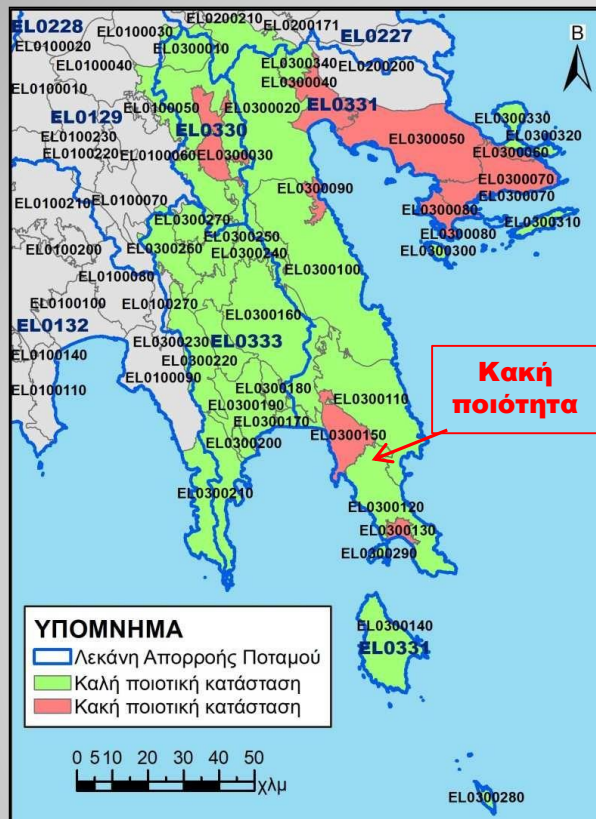 EL0228
EL0100030
EL0200210
EL0200171
EL0227
EL0100020
EL0300010
EL0100040
EL0300340
EL0200200
EL0100010
EL0300040
EL0129
EL0100050
EL0300020
EL0331
EL0300330
EL0330
EL0300320
EL0100230
EL0300050
EL0300060
EL0100220
EL0100060
EL0300030
EL0300070
EL0100210
EL0100070
EL0300090
EL0300070
EL0300080
EL0300270
EL0300310
EL0300250
EL0300080
EL0100200
EL0300260
EL0300240
EL0300300
EL0100080
EL0300100
EL0100100
EL0100270
EL0300160
EL0132
EL0300230
EL0333
EL0100140
EL0300220
EL0100090
EL0100110
EL0300180
EL0300110
EL0300190
EL0300170
EL0300150
EL0300200
EL0300210
EL0300120
EL0300130
EL0300290
EL0300140
EL0331
EL0300280
Β
Κακή
ποιότητα
ΥΠΟΜΝΗΜΑ
Λεκάνη Απορροής Ποταμού
Καλή ποιοτική κατάσταση
Κακή ποιοτική κατάσταση
0 5 10 20 30 40 50
χλμ